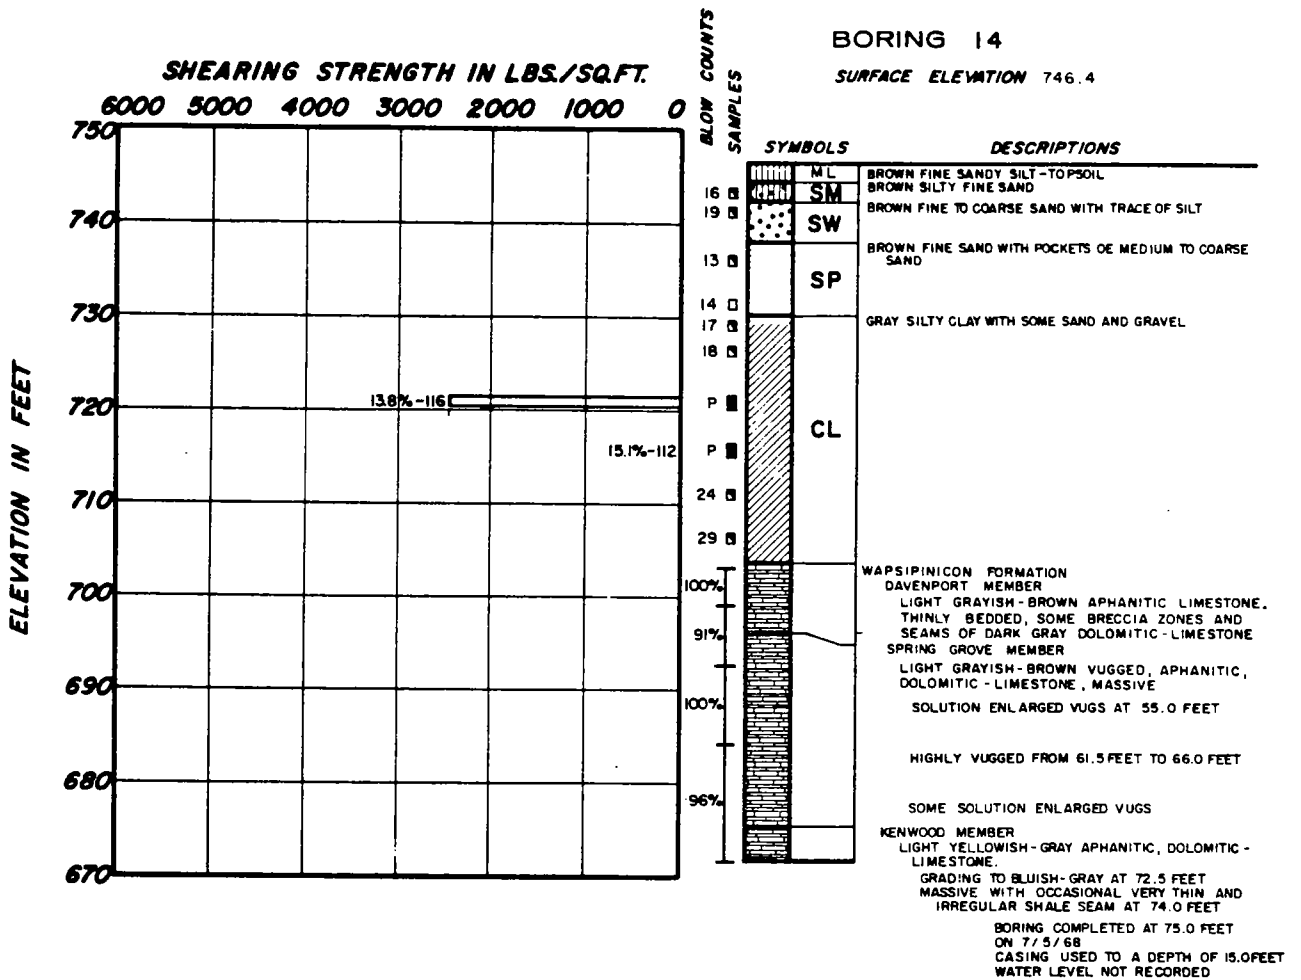 BORING 14
SURFACE ELEVATION 746.4
SHEARING STRENGTH IN LBS./SQ.FT.
6000 5000 4000 3000 2000 1000 0
BLOW COUNTS
SAMPLES
SYMBOLS
DESCRIPTIONS
ELEVATION IN FEET
750
740
730
720
710
700
690
680
670
13.8%-116
15.1%-112
16
19
13
14
17
18
P
P
24
29
100%
91%
100%
96%
ML
SM
SW
SP
CL
BROWN FINE SANDY SILT-TOPSOIL
BROWN SILTY FINE SAND
BROWN FINE TO COARSE SAND WITH TRACE OF SILT
BROWN FINE SAND WITH POCKETS OE MEDIUM TO COARSE
SAND
GRAY SILTY CLAY WITH SOME SAND AND GRAVEL
WAPSIPINICON FORMATION
DAVENPORT MEMBER
LIGHT GRAYISH-BROWN APHANITIC LIMESTONE.
THINLY BEDDED, SOME BRECCIA ZONES AND
SEAMS OF DARK GRAY DOLOMITIC-LIMESTONE
SPRING GROVE MEMBER
LIGHT GRAYISH-BROWN VUGGED, APHANITIC,
DOLOMITIC-LIMESTONE, MASSIVE
SOLUTION ENLARGED VUGS AT 55.0 FEET
HIGHLY VUGGED FROM 61.5 FEET TO 66.0 FEET
SOME SOLUTION ENLARGED VUGS
KENWOOD MEMBER
LIGHT YELLOWISH-GRAY APHANITIC, DOLOMITIC-
LIMESTONE.
GRADING TO BLUISH-GRAY AT 72.5 FEET
MASSIVE WITH OCCASIONAL VERY THIN AND
IRREGULAR SHALE SEAM AT 74.0 FEET
BORING COMPLETED AT 75.0 FEET
ON 7/5/68
CASING USED TO A DEPTH OF 15.0FEET
WATER LEVEL NOT RECORDED